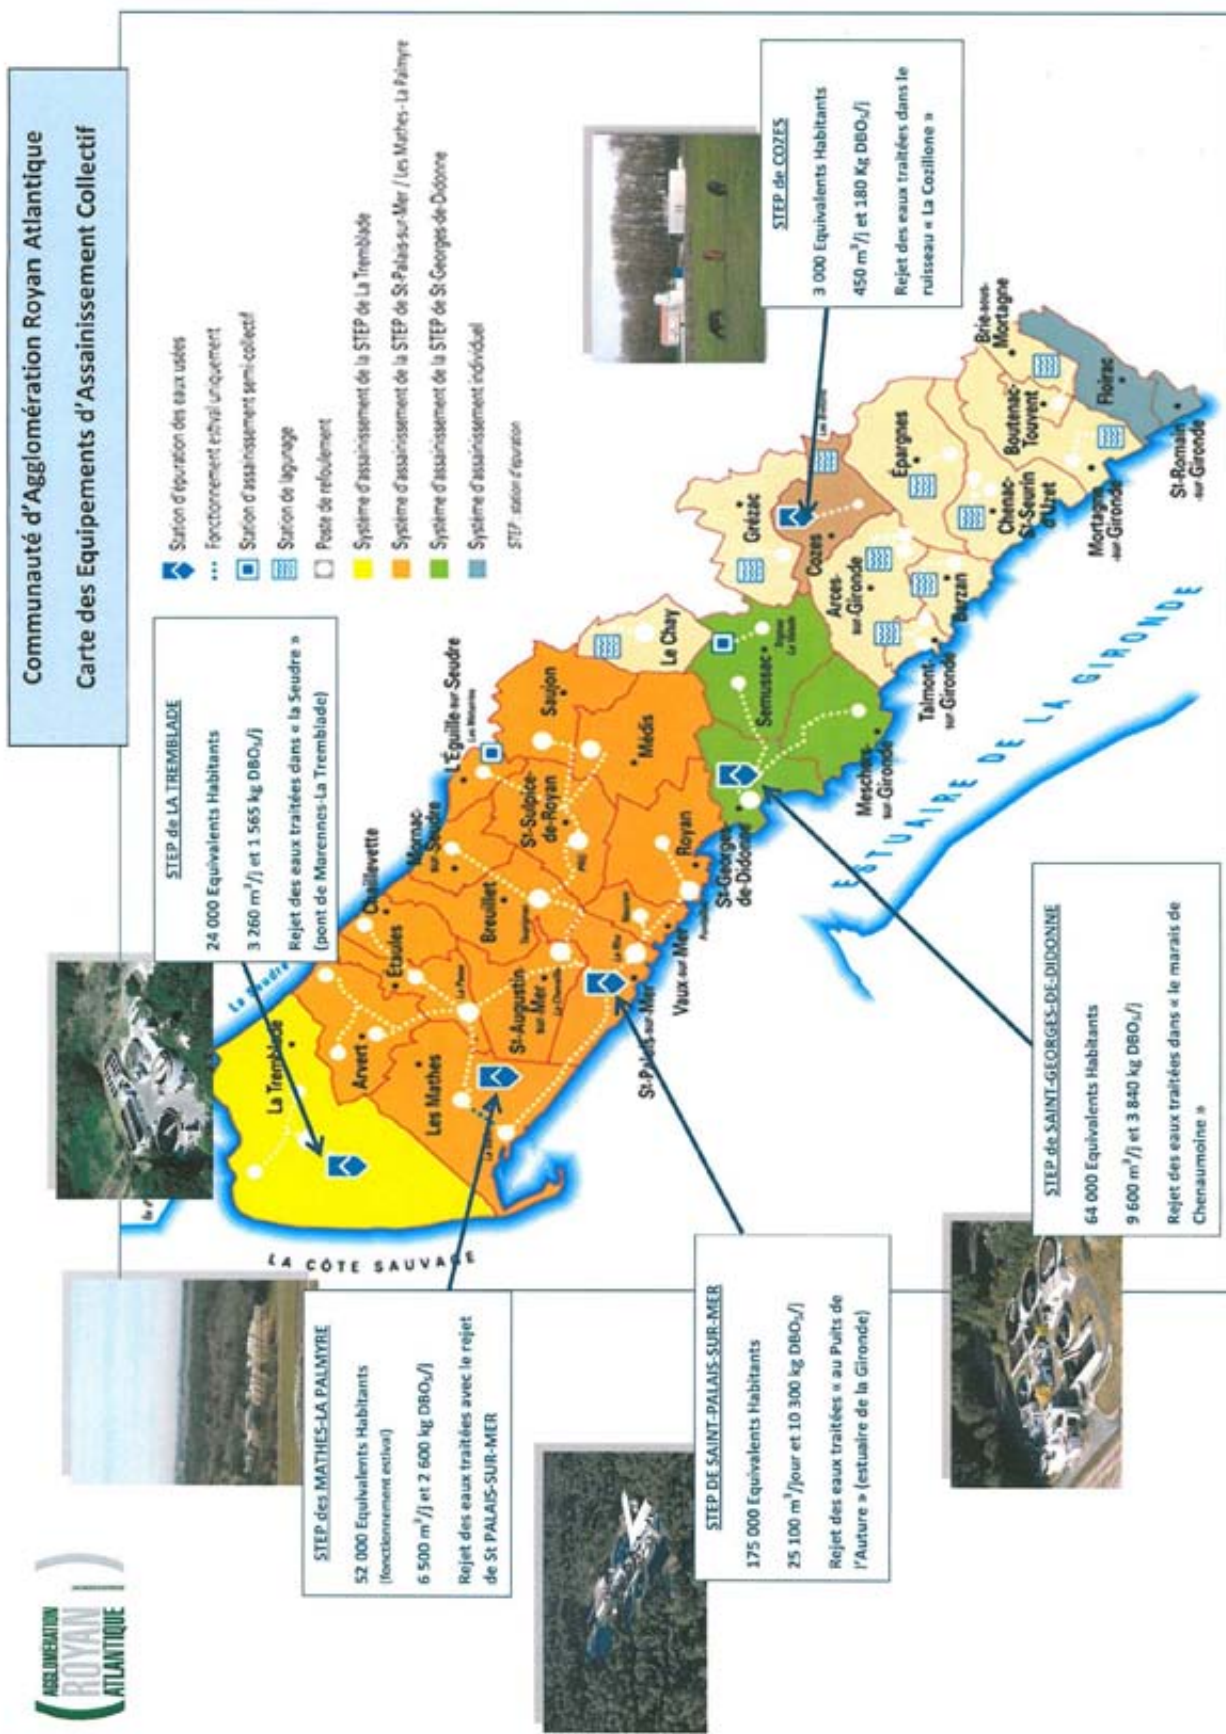 AGGLOMÉRATION
ROYAN
ATLANTIQUE
Communauté d'Agglomération Royan Atlantique
Carte des Equipements d'Assainissement Collectif
STEP de LA TREMBLADE
24 000 Equivalents Habitants
3 260 m³/j et 1 565 kg DBO₅/j
Rejet des eaux traitées dans « la Seudre »
(pont de Marennes-La Tremblade)
Station d'épuration des eaux usées
Fonctionnement estival uniquement
Station d'assainissement semi-collectif
Station de lagunage
Poste de refoulement
Système d'assainissement de la STEP de La Tremblade
Système d'assainissement de la STEP de St-Palais-sur-Mer / Les Mathes - La Palmyre
Système d'assainissement de la STEP de St-Georges-de-Didonne
Système d'assainissement individuel
STEP : station d'épuration
STEP des MATHES-LA PALMYRE
52 000 Equivalents Habitants
(fonctionnement estival)
6 500 m³/j et 2 600 kg DBO₅/j
Rejet des eaux traitées avec le rejet
de St PALAIS-SUR-MER
LA CÔTE SAUVAGE
La Seudre
La Tremblade
Arvert
Les Mathes
Etaules
Chaillevette
Mornac-
sur-Seudre
Breuillet
St-Augustin
sur-Mer
L'Éguille-sur-Seudre
St-Sulpice-
de-Royan
Saujon
Médis
St-Palais-sur-Mer
Vaux-sur-Mer
Royan
St-Georges-
de-Didonne
Semussac
Meschers-
sur-Gironde
Le Chay
Grézac
Cozes
Arces-
sur-Gironde
Talmont-
sur-Gironde
Barzan
Épargnes
Chenac-
St-Seurin
d'Uzet
Mortagne
-sur-Gironde
Boutenac-
Touvent
Brie-sous-
Mortagne
Floirac
St-Romain
-sur-Gironde
ESTUAIRE DE LA GIRONDE
STEP de COZES
3 000 Equivalents Habitants
450 m³/j et 180 Kg DBO₅/j
Rejet des eaux traitées dans le
ruisseau « La Cozillone »
STEP DE SAINT-PALAIS-SUR-MER
175 000 Equivalents Habitants
25 100 m³/jour et 10 300 kg DBO₅/j
Rejet des eaux traitées « au Puits de
l'Auture » (estuaire de la Gironde)
STEP de SAINT-GEORGES-DE-DIDONNE
64 000 Equivalents Habitants
9 600 m³/j et 3 840 kg DBO₅/j
Rejet des eaux traitées dans « le marais de
Chenaumoine »